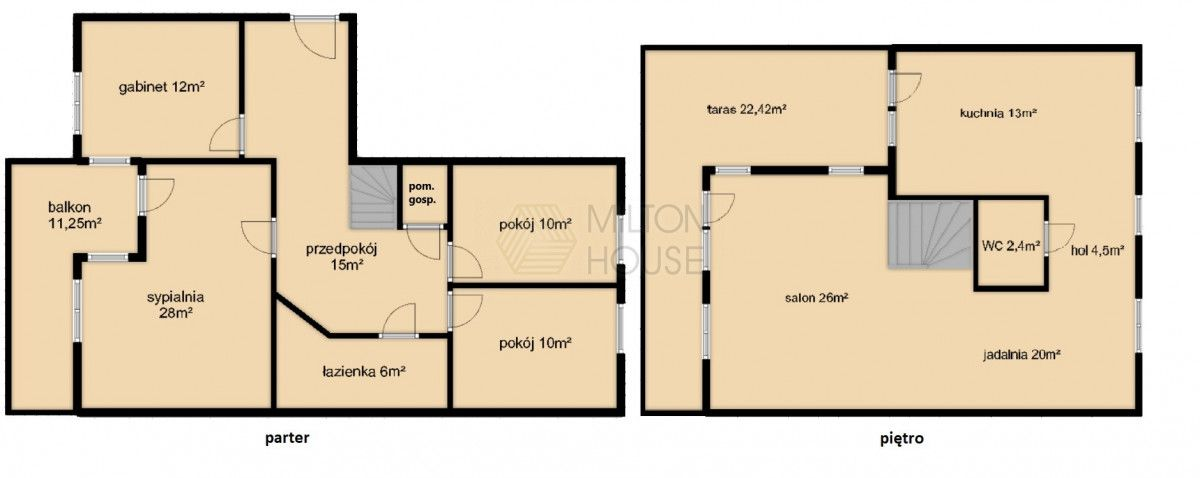 gabinet 12m²
balkon
11,25m²
sypialnia
28m²
przedpokój
15m²
łazienka 6m²
pom.
gosp.
pokój 10m²
pokój 10m²
parter
MILTON
HOUSE
taras 22,42m²
kuchnia 13m²
WC 2,4m²
hol 4,5m²
salon 26m²
jadalnia 20m²
piętro